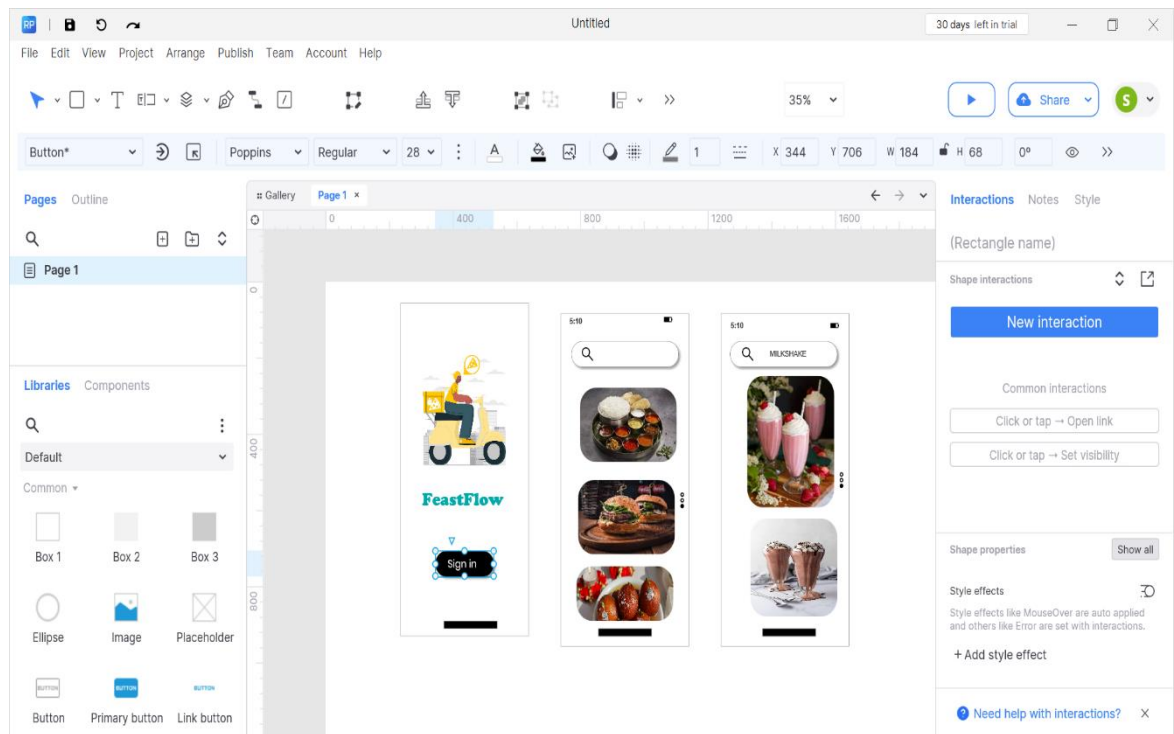 RP Untitled 30 days left in trial
File Edit View Project Arrange Publish Team Account Help
35% Share S
Button* Poppins Regular 28 A 1 X 344 Y 706 W 184 H 68 0º
Pages Outline
Page 1
Libraries Components
Default
Common
Box 1 Box 2 Box 3
Ellipse Image Placeholder
BUTTON BUTTON BUTTON
Button Primary button Link button
Gallery Page 1
0 400 800 1200 1600
0
400
800
FeastFlow
Sign in
5:10
5:10
MILKSHAKE
Interactions Notes Style
(Rectangle name)
Shape interactions
New interaction
Common interactions
Click or tap → Open link
Click or tap → Set visibility
Shape properties Show all
Style effects
Style effects like MouseOver are auto applied
and others like Error are set with interactions.
+ Add style effect
Need help with interactions?